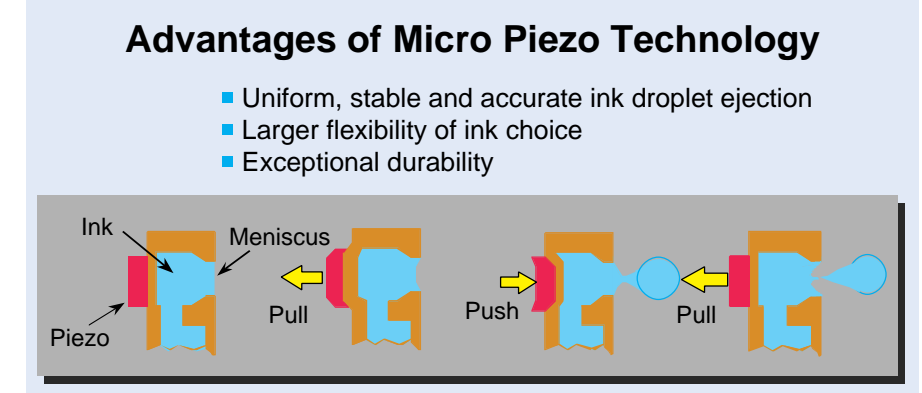 Advantages of Micro Piezo Technology
Uniform, stable and accurate ink droplet ejection
Larger flexibility of ink choice
Exceptional durability
Ink
Meniscus
Piezo
Pull
Push
Pull